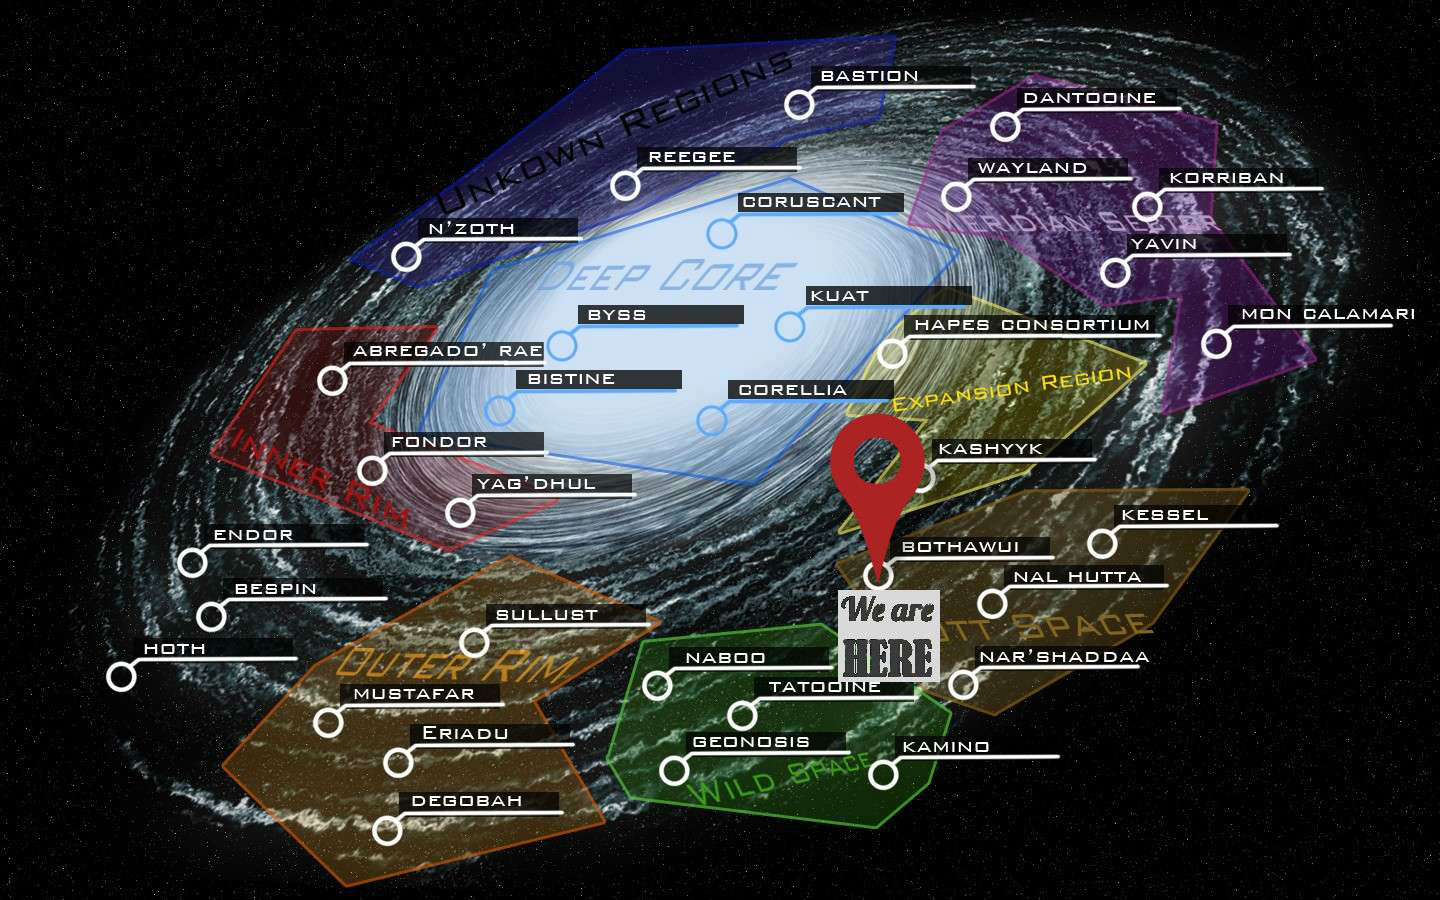 Unkown Regions
BASTION
DANTOOINE
REEGEE
WAYLAND
KORRIBAN
CORUSCANT
N'ZOTH
YAVIN
Deep Core
KUAT
BYSS
MON CALAMARI
HAPES CONSORTIUM
ABREGADO' RAE
BISTINE
CORELLIA
Expansion Region
FONDOR
Inner Rim
KASHYYK
YAG'DHUL
ENDOR
KESSEL
BOTHAWUI
BESPIN
NAL HUTTA
We are
HERE
SULLUST
Space
HOTH
Outer Rim
NABOO
NAR'SHADDAA
TATOOINE
MUSTAFAR
Eriadu
GEONOSIS
KAMINO
Wild Space
DEGOBAH